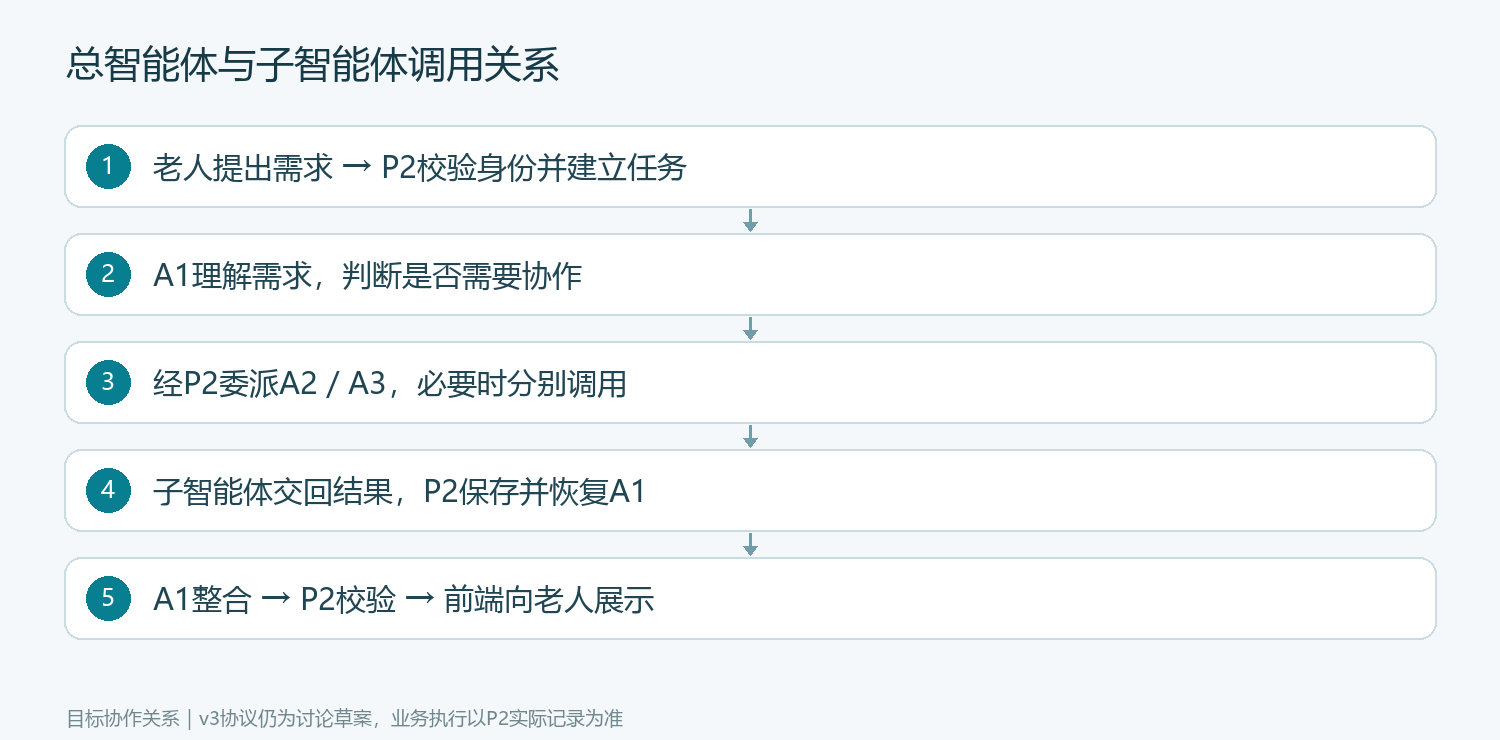 总智能体与子智能体调用关系
1 老人提出需求 → P2校验身份并建立任务
2 A1理解需求，判断是否需要协作
3 经P2委派A2 / A3，必要时分别调用
4 子智能体交回结果，P2保存并恢复A1
5 A1整合 → P2校验 → 前端向老人展示
目标协作关系 | v3协议仍为讨论草案，业务执行以P2实际记录为准